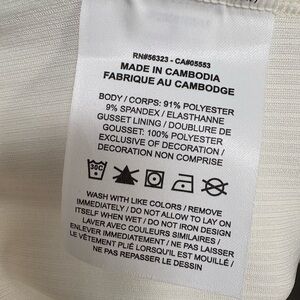 RN#56323 - CA#05553
MADE IN CAMBODIA
FABRIQUE AU CAMBODGE
BODY / CORPS: 91% POLYESTER
9% SPANDEX / ELASTHANNE
GUSSET LINING / DOUBLURE DE
GOUSSET: 100% POLYESTER
EXCLUSIVE OF DECORATION /
DECORATION NON COMPRISE
30C
WASH WITH LIKE COLORS / REMOVE
IMMEDIATELY / DO NOT ALLOW TO LAY ON
ITSELF WHEN WET / DO NOT IRON DESIGN
LAVER AVEC COULEURS SIMILAIRES /
ENLEVER IMMEDIATEMENT / NE PAS LAISSER
LE VÊTEMENT PLIÉ LORSQU'IL EST MOUILLÉ /
NE PAS REPASSER LE DESSIN